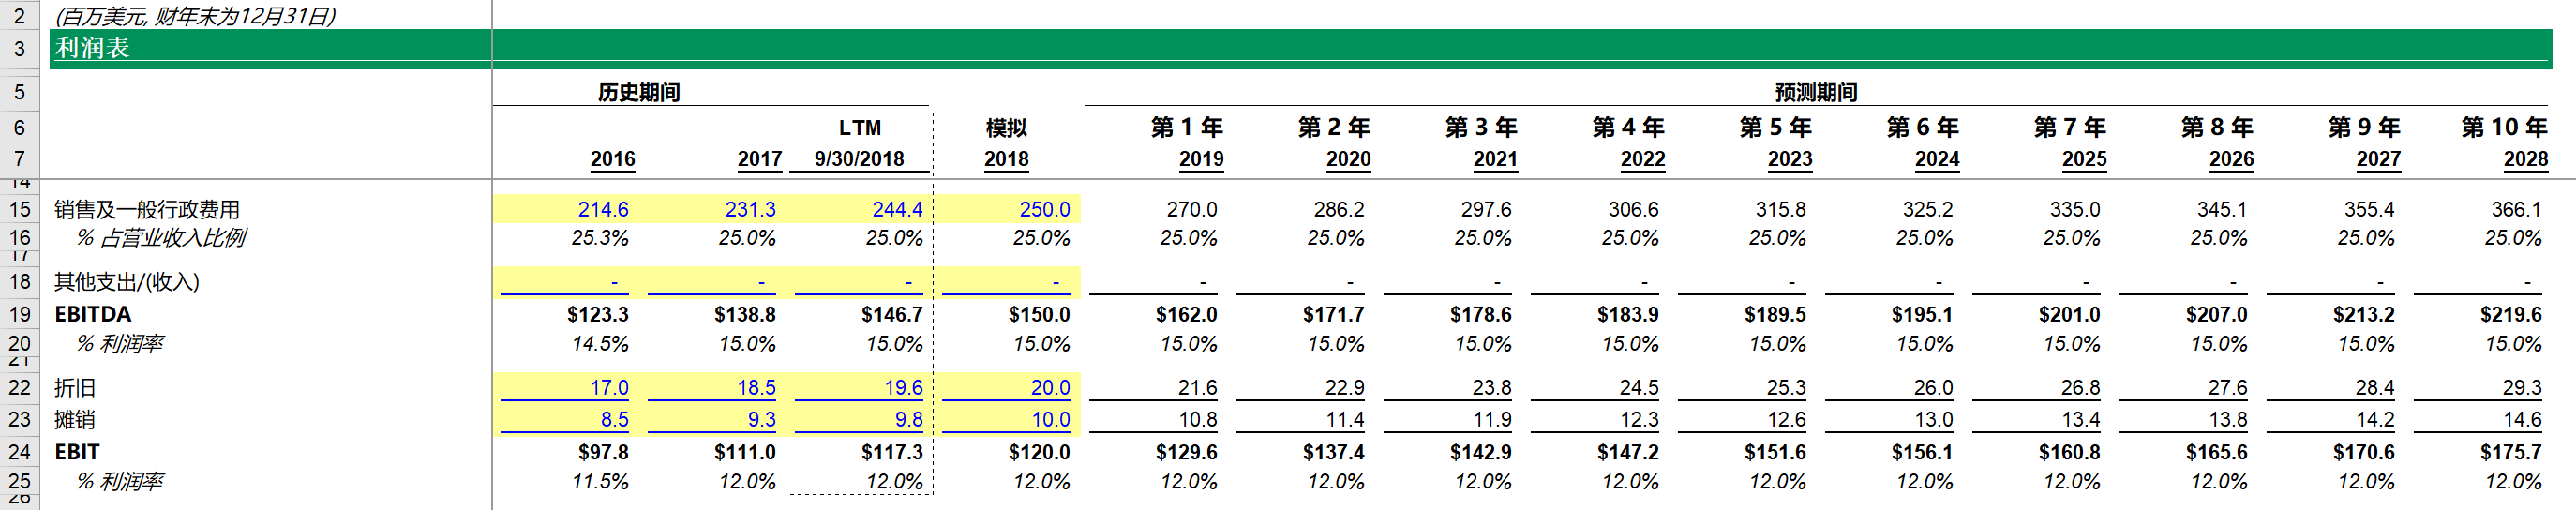 2 (百万美元, 财年末为12月31日)
3 利润表
5 历史期间 预测期间
6 LTM 模拟 第 1 年 第 2 年 第 3 年 第 4 年 第 5 年 第 6 年 第 7 年 第 8 年 第 9 年 第 10 年
7 2016 2017 9/30/2018 2018 2019 2020 2021 2022 2023 2024 2025 2026 2027 2028
14
15 销售及一般行政费用 214.6 231.3 244.4 250.0 270.0 286.2 297.6 306.6 315.8 325.2 335.0 345.1 355.4 366.1
16 % 占营业收入比例 25.3% 25.0% 25.0% 25.0% 25.0% 25.0% 25.0% 25.0% 25.0% 25.0% 25.0% 25.0% 25.0% 25.0%
17
18 其他支出/(收入) - - - - - - - - - - - - - -
19 EBITDA $123.3 $138.8 $146.7 $150.0 $162.0 $171.7 $178.6 $183.9 $189.5 $195.1 $201.0 $207.0 $213.2 $219.6
20 % 利润率 14.5% 15.0% 15.0% 15.0% 15.0% 15.0% 15.0% 15.0% 15.0% 15.0% 15.0% 15.0% 15.0% 15.0%
21
22 折旧 17.0 18.5 19.6 20.0 21.6 22.9 23.8 24.5 25.3 26.0 26.8 27.6 28.4 29.3
23 摊销 8.5 9.3 9.8 10.0 10.8 11.4 11.9 12.3 12.6 13.0 13.4 13.8 14.2 14.6
24 EBIT $97.8 $111.0 $117.3 $120.0 $129.6 $137.4 $142.9 $147.2 $151.6 $156.1 $160.8 $165.6 $170.6 $175.7
25 % 利润率 11.5% 12.0% 12.0% 12.0% 12.0% 12.0% 12.0% 12.0% 12.0% 12.0% 12.0% 12.0% 12.0% 12.0%
26